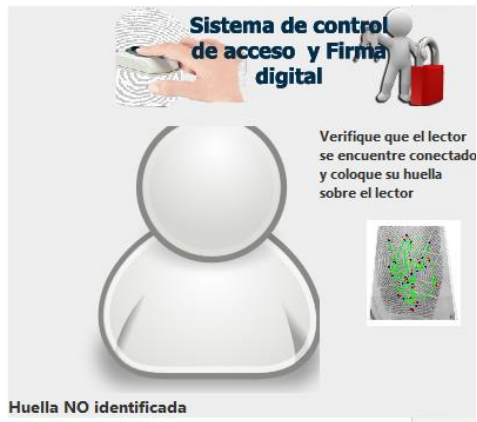 Sistema de control
de acceso y Firma
digital
Verifique que el lector
se encuentre conectado
y coloque su huella
sobre el lector
Huella NO identificada